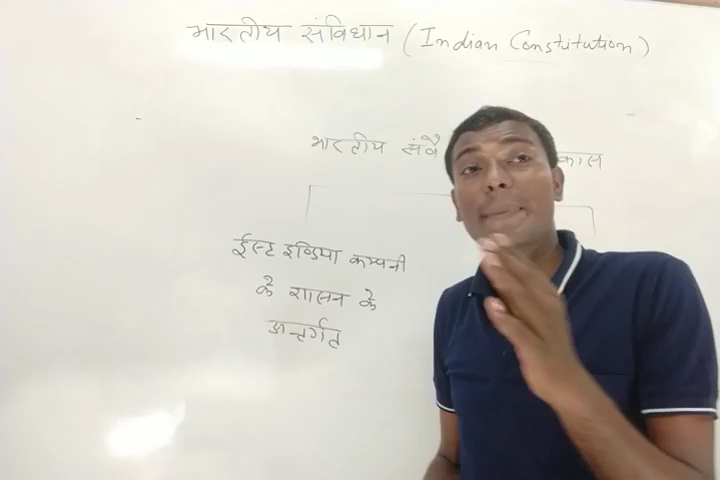 भारतीय संविधान (Indian Constitution)
भारतीय संवै कास
ईस्ट इण्डिया कम्पनी
के शासन के
अन्तर्गत